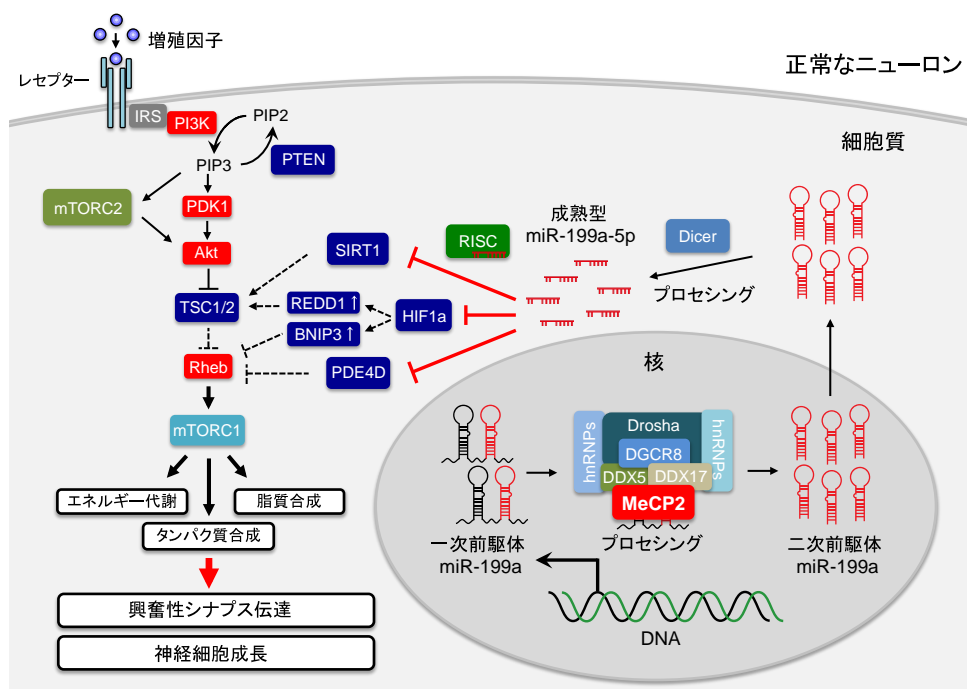 増殖因子
レセプター
正常なニューロン
IRS
PI3K
PIP2
PIP3
PTEN
細胞質
mTORC2
PDK1
Akt
TSC1/2
Rheb
mTORC1
SIRT1
REDD1↑
BNIP3↑
HIF1a
PDE4D
RISC
成熟型
miR-199a-5p
Dicer
プロセシング
エネルギー代謝
脂質合成
タンパク質合成
興奮性シナプス伝達
神経細胞成長
核
hnRNPs
Drosha
hnRNPs
DGCR8
DDX5
DDX17
MeCP2
プロセシング
一次前駆体
miR-199a
二次前駆体
miR-199a
DNA